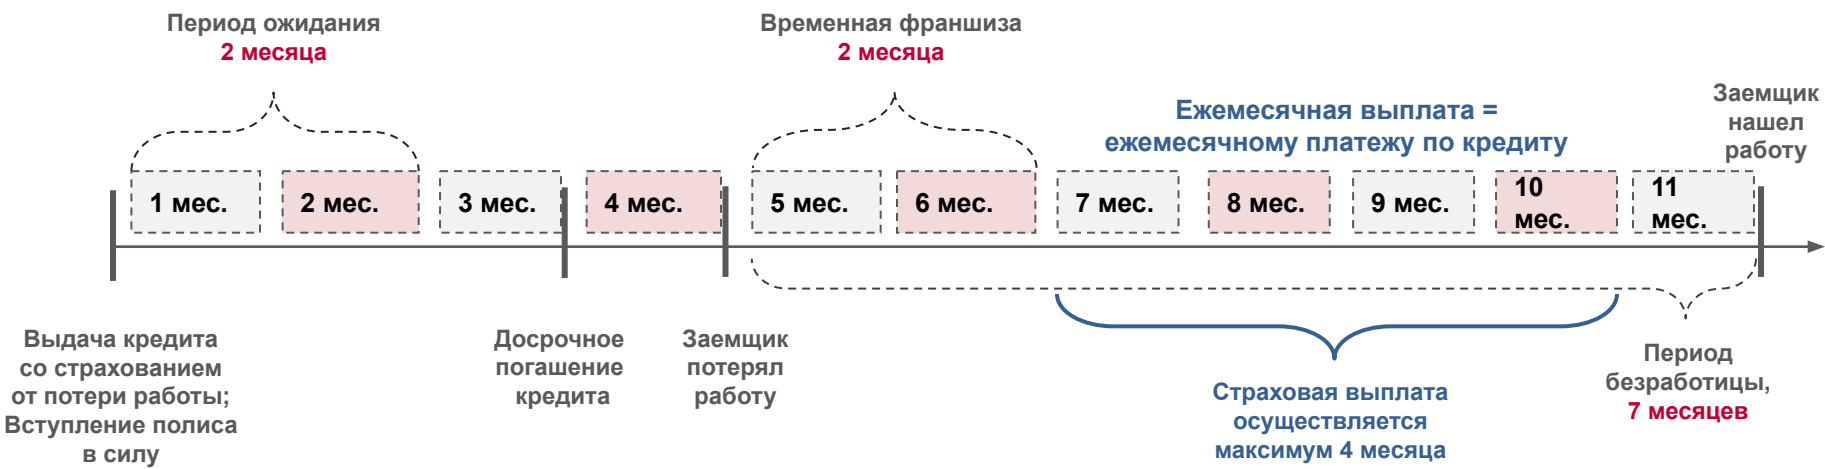 Период ожидания
2 месяца
Временная франшиза
2 месяца
Ежемесячная выплата =
ежемесячному платежу по кредиту
Заемщик
нашел
работу
1 мес.
2 мес.
3 мес.
4 мес.
5 мес.
6 мес.
7 мес.
8 мес.
9 мес.
10
мес.
11
мес.
Выдача кредита
со страхованием
от потери работы;
Вступление полиса
в силу
Досрочное
погашение
кредита
Заемщик
потерял
работу
Страховая выплата
осуществляется
максимум 4 месяца
Период
безработицы,
7 месяцев